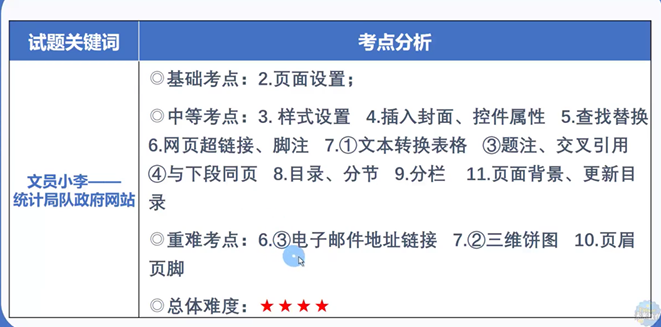 试题关键词
考点分析
文员小李——
统计局队政府网站
◎基础考点：2.页面设置；
◎中等考点：3. 样式设置 4.插入封面、控件属性 5.查找替换
6.网页超链接、脚注 7.①文本转换表格 ③题注、交叉引用
④与下段同页 8.目录、分节 9.分栏 11.页面背景、更新目
录
◎重难考点：6.③电子邮件地址链接 7.②三维饼图 10.页眉
页脚
◎总体难度：★★★★